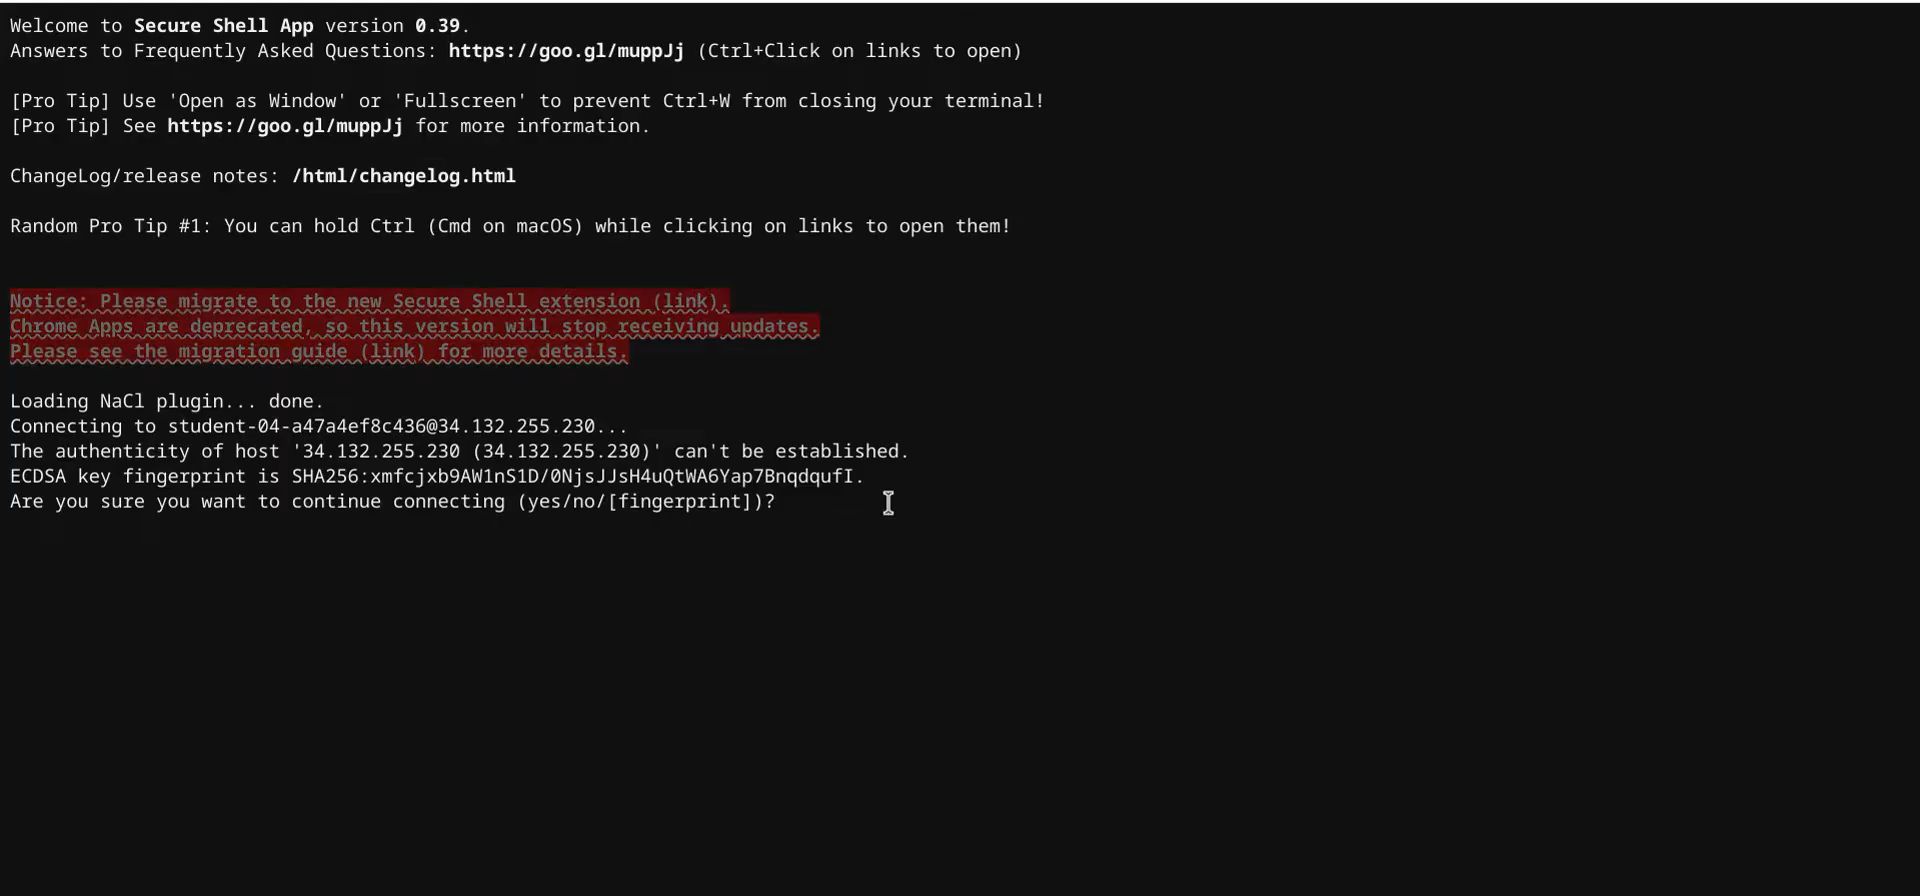 Welcome to Secure Shell App version 0.39.
Answers to Frequently Asked Questions: https://goo.gl/muppJj (Ctrl+Click on links to open)
[Pro Tip] Use 'Open as Window' or 'Fullscreen' to prevent Ctrl+W from closing your terminal!
[Pro Tip] See https://goo.gl/muppJj for more information.
ChangeLog/release notes: /html/changelog.html
Random Pro Tip #1: You can hold Ctrl (Cmd on macOS) while clicking on links to open them!
Notice: Please migrate to the new Secure Shell extension (link).
Chrome Apps are deprecated, so this version will stop receiving updates.
Please see the migration guide (link) for more details.
Loading NaCl plugin... done.
Connecting to student-04-a47a4ef8c436@34.132.255.230...
The authenticity of host '34.132.255.230 (34.132.255.230)' can't be established.
ECDSA key fingerprint is SHA256:xmfcjxb9AW1nS1D/0NjsJJsH4uQtWA6Yap7BnqdqufI.
Are you sure you want to continue connecting (yes/no/[fingerprint])?